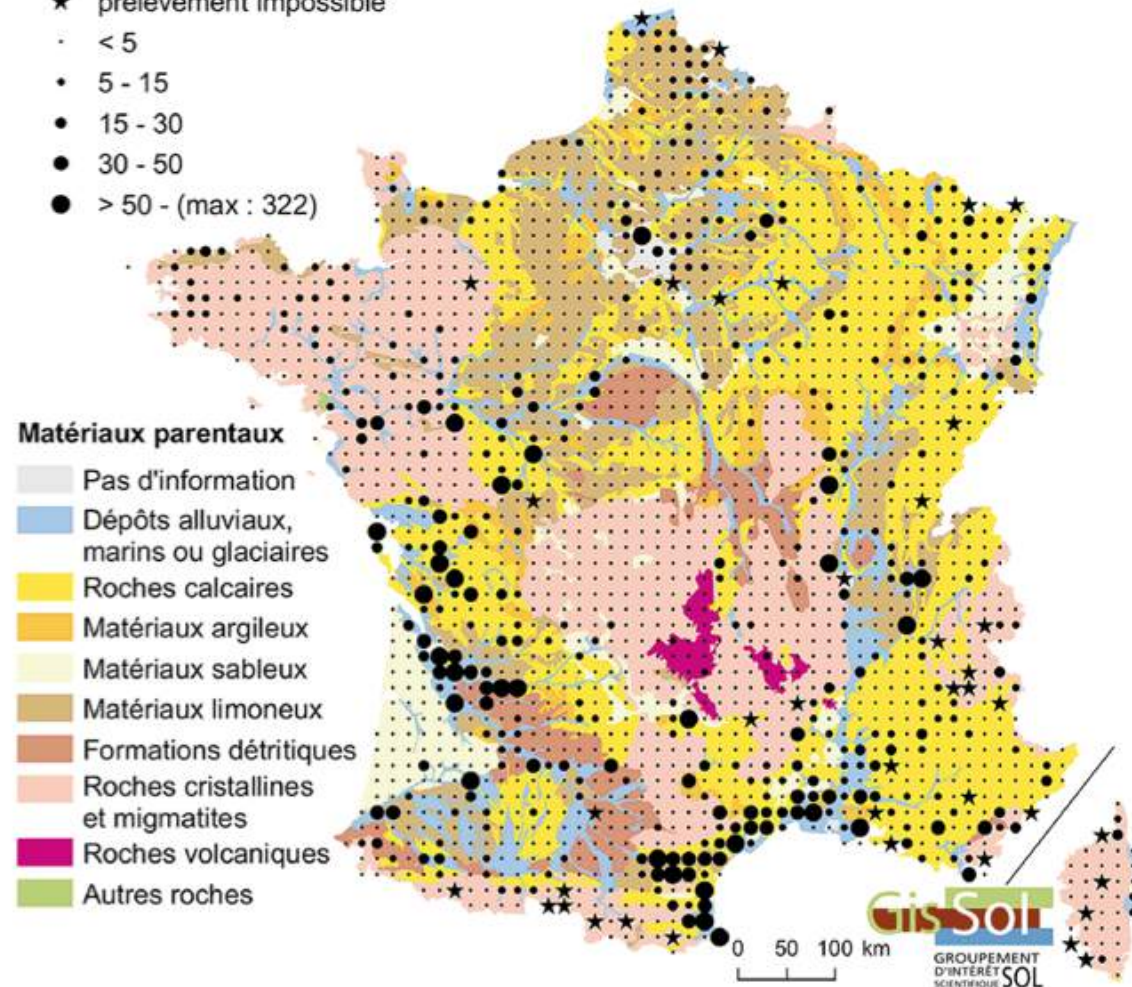 ★ prélèvement impossible
< 5
5 - 15
15 - 30
30 - 50
> 50 - (max : 322)
Matériaux parentaux
Pas d'information
Dépôts alluviaux,
marins ou glaciaires
Roches calcaires
Matériaux argileux
Matériaux sableux
Matériaux limoneux
Formations détritiques
Roches cristallines
et migmatites
Roches volcaniques
Autres roches
0 50 100 km
Gis Sol
GROUPEMENT
D'INTÉRÊT
SCIENTIFIQUE SOL